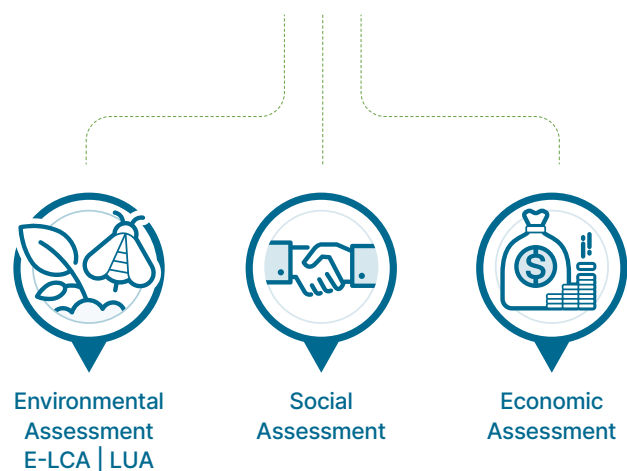 $
Environmental
Assessment
E-LCA | LUA
Social
Assessment
Economic
Assessment